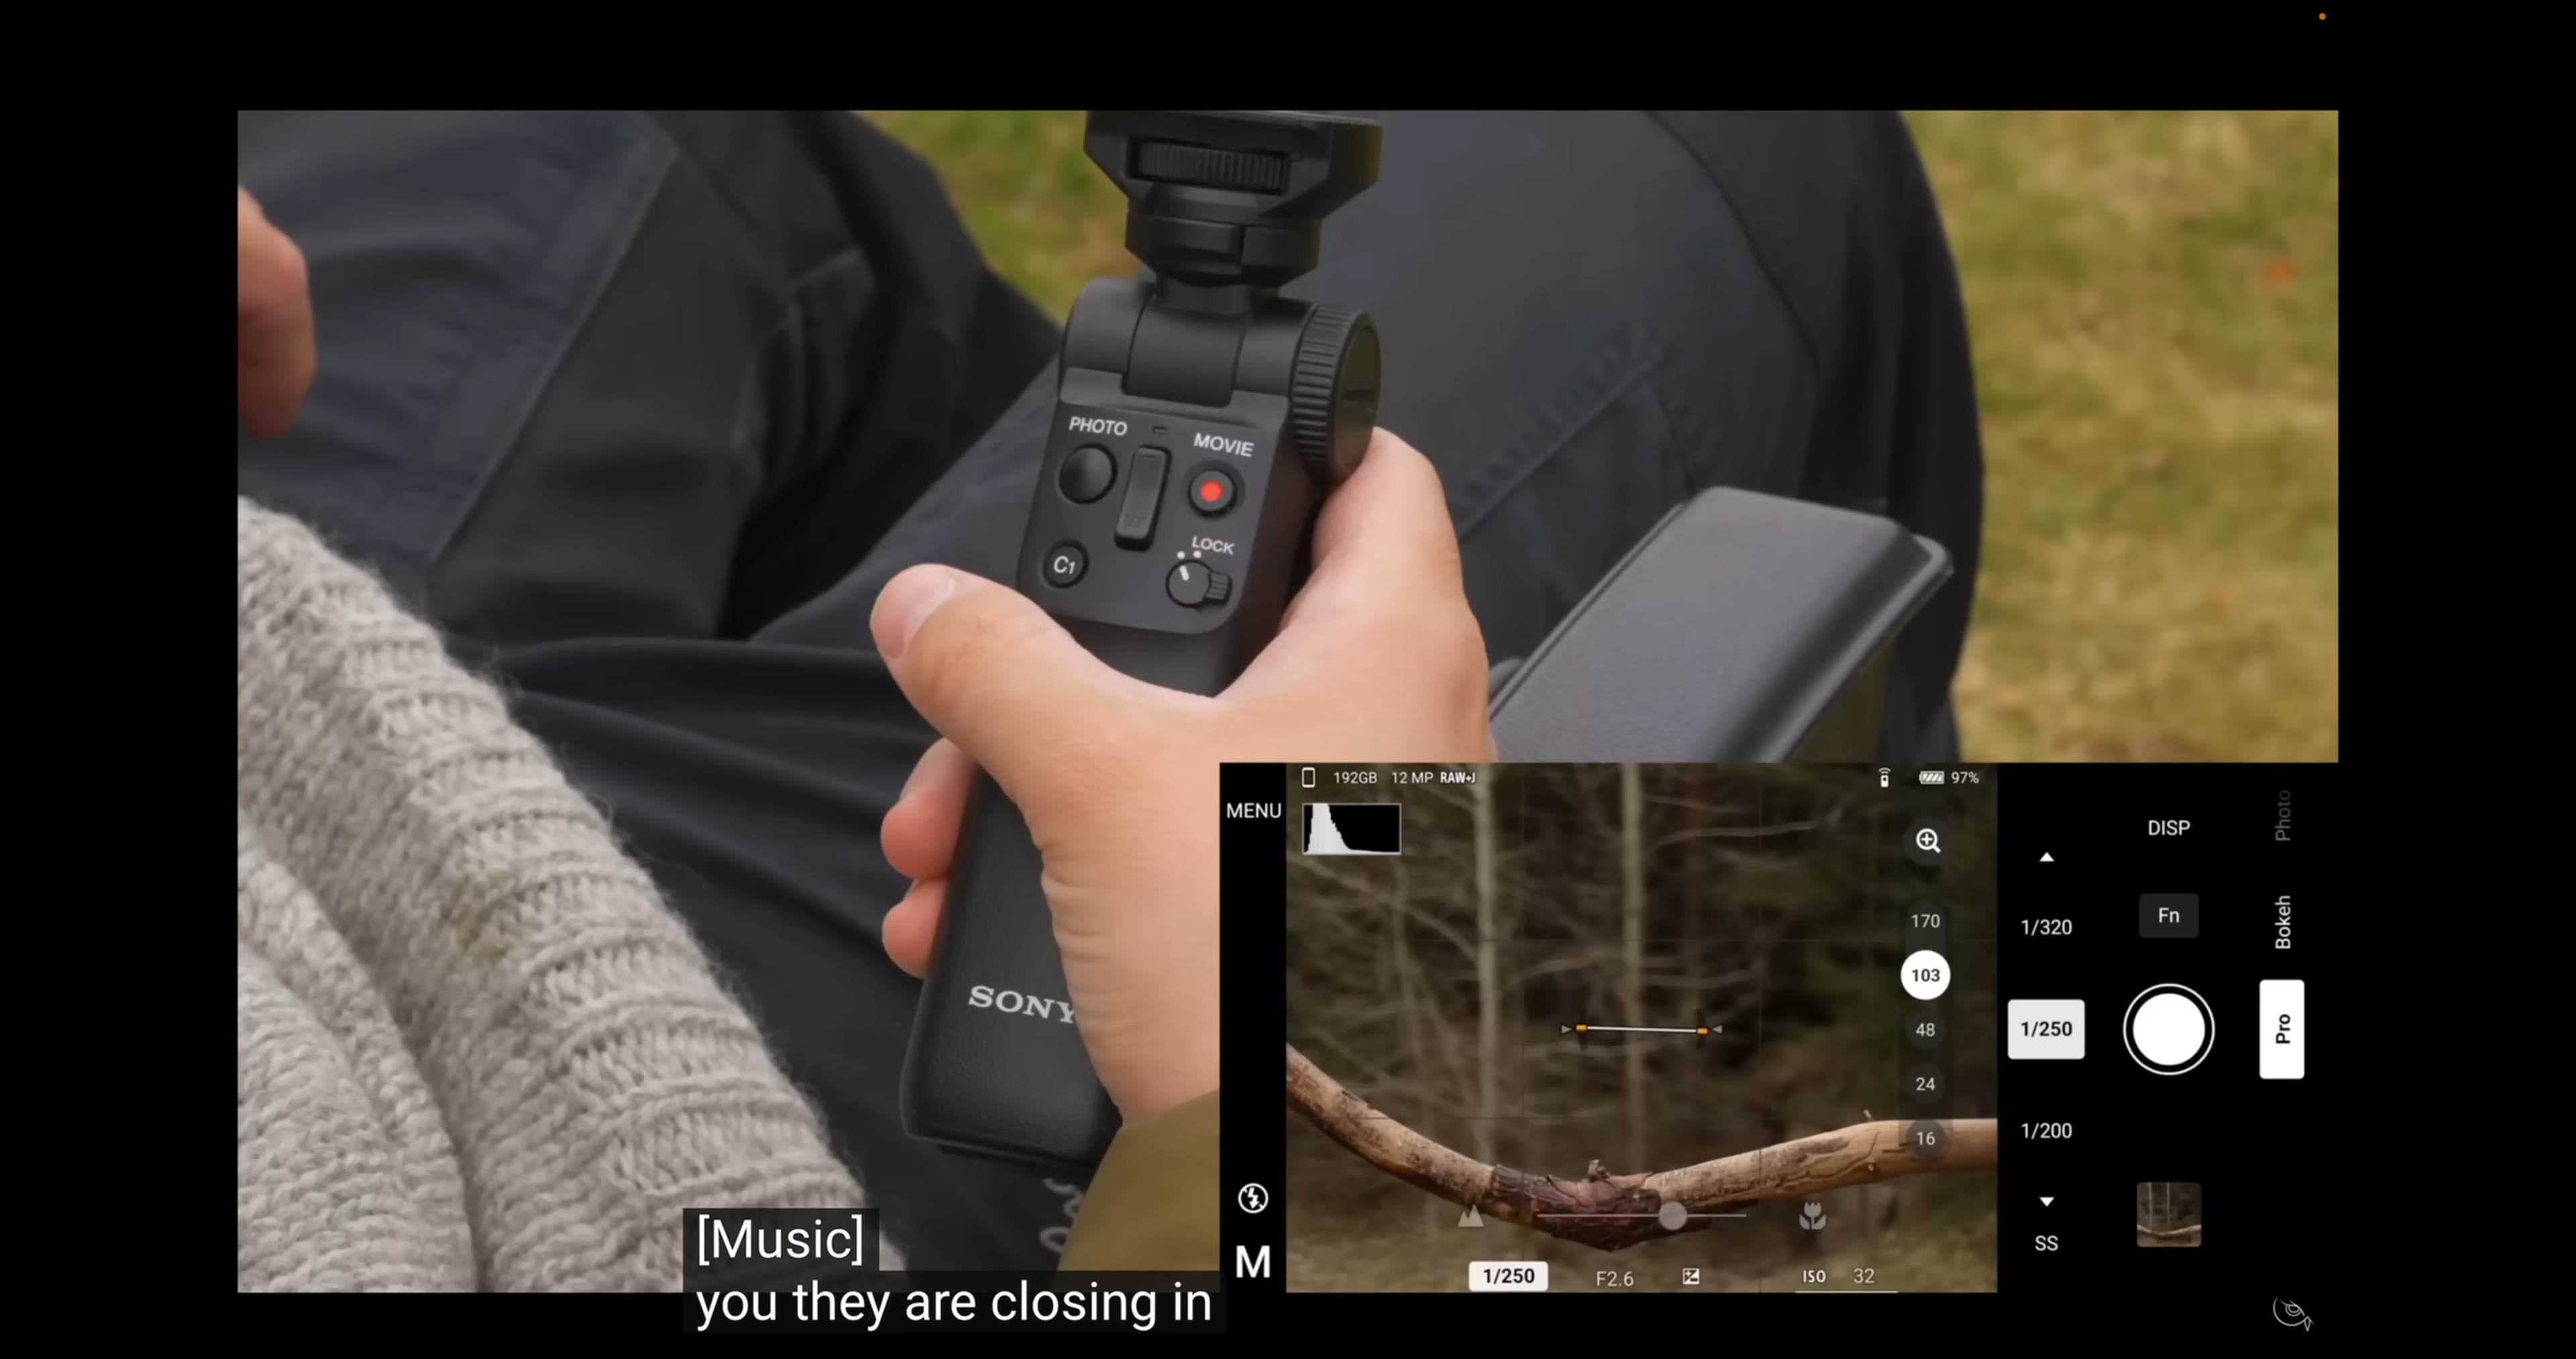 PHOTO
MOVIE
LOCK
C1
SONY
192GB 12 MP RAW+J 97%
MENU
170
103
48
24
16
M
1/250 F2.6 ISO 32
1/320
1/250
1/200
SS
DISP
Fn
Photo
Bokeh
Pro
[Music]
you they are closing in